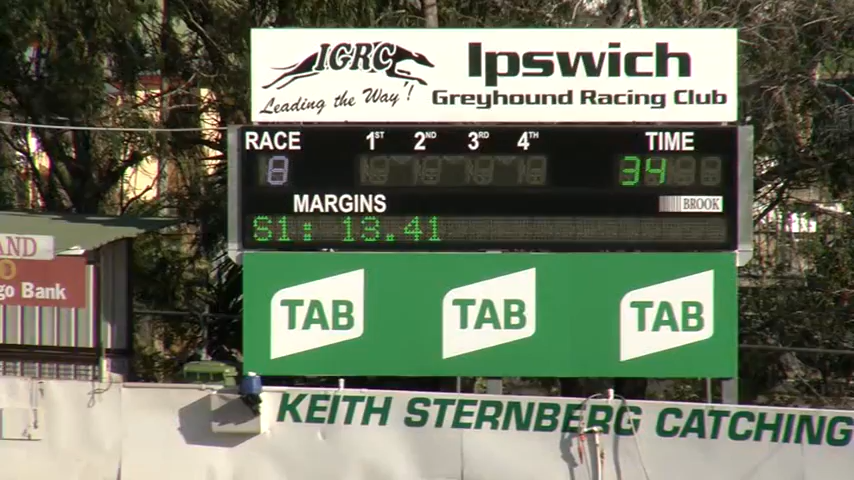 IGRC
Leading the Way!
Ipswich
Greyhound Racing Club
RACE 1ST 2ND 3RD 4TH TIME
8 34
MARGINS BROOK
S1: 13.41
AND
go Bank
TAB TAB TAB
KEITH STERNBERG CATCHING